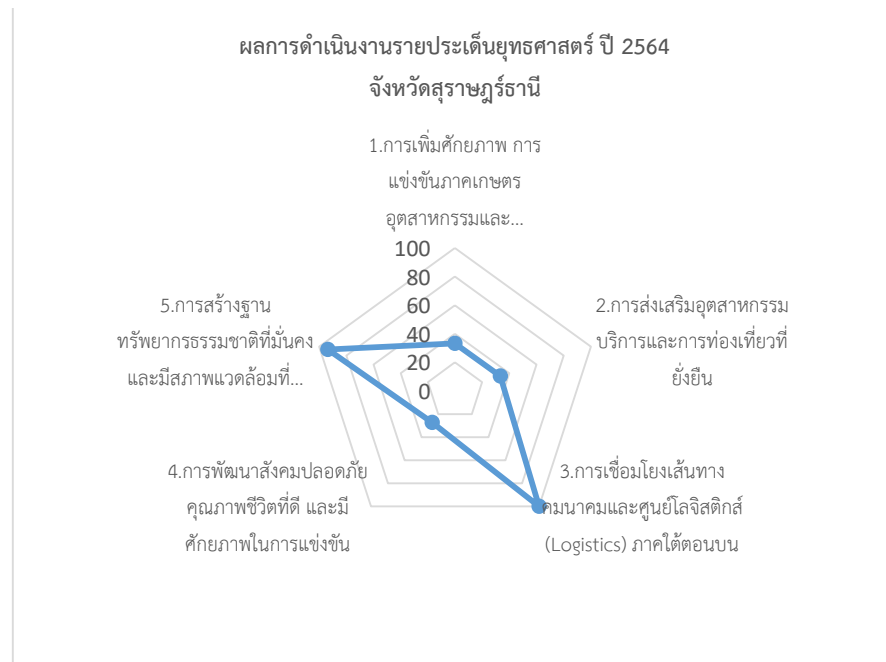 ผลการดำเนินงานรายประเด็นยุทธศาสตร์ ปี 2564
จังหวัดสุราษฎร์ธานี
1.การเพิ่มศักยภาพ การ
แข่งขันภาคเกษตร
อุตสาหกรรมและ...
100
80
60
40
20
0
2.การส่งเสริมอุตสาหกรรม
บริการและการท่องเที่ยวที่
ยั่งยืน
3.การเชื่อมโยงเส้นทาง
คมนาคมและศูนย์โลจิสติกส์
(Logistics) ภาคใต้ตอนบน
4.การพัฒนาสังคมปลอดภัย
คุณภาพชีวิตที่ดี และมี
ศักยภาพในการแข่งขัน
5.การสร้างฐาน
ทรัพยากรธรรมชาติที่มั่นคง
และมีสภาพแวดล้อมที่...